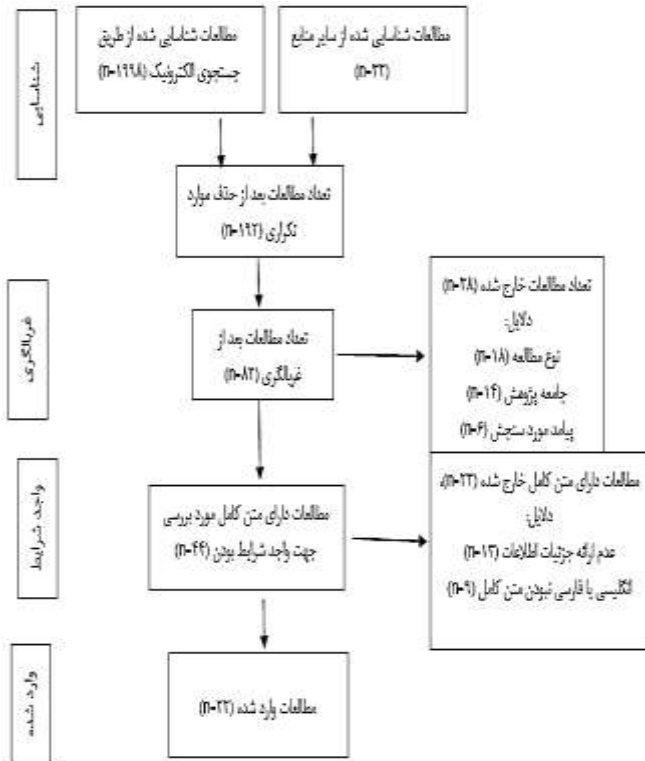 شناسایی
مطالعات شناسایی شده از سایر منابع
مطالعات شناسایی شده از طریق
جستجوی الکترونیک (n=۱۹۹۸)
تعداد مطالعات بعد از حذف موارد
تکراری (n=۱۹۲)
غربالگری
تعداد مطالعات بعد از
غربالگری (n=۸۲)
تعداد مطالعات خارج شده (n=۳۸)
دلایل:
نوع مطالعه (n=۱۸)
جامعه پژوهش (n=۱۴)
پیامد مورد سنجش (n=۶)
واجد شرایط
مطالعات دارای متن کامل مورد بررسی
جهت واجد شرایط بودن (n=۴۴)
مطالعات دارای متن کامل خارج شده (n=۲۲)،
دلایل:
عدم ارائه جزئیات اطلاعات (n=۱۳)
انگلیسی یا فارسی نبودن متن کامل (n=۹)
وارد شده
مطالعات وارد شده (n=۲۲)